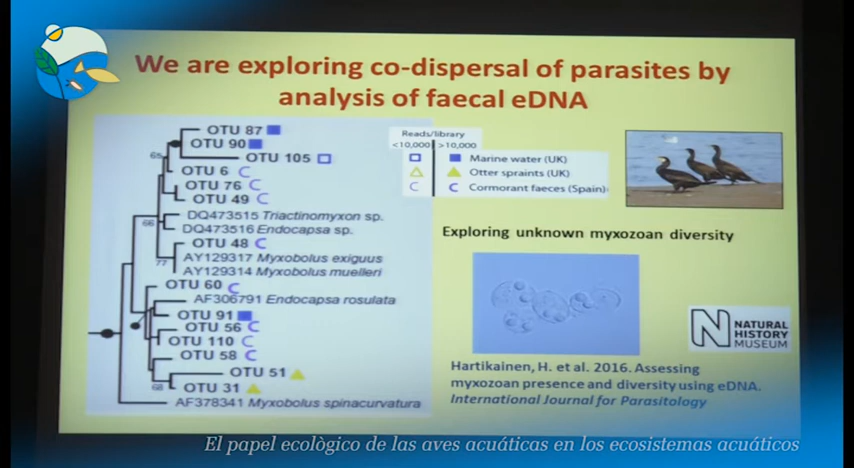 We are exploring co-dispersal of parasites by
analysis of faecal eDNA
OTU 87
OTU 90
OTU 105
65
OTU 6 C
OTU 76 C
OTU 49 C
DQ473515 Triactinomyxon sp.
66
DQ473516 Endocapsa sp.
OTU 48 C
AY129317 Myxobolus exiguus
77
AY129314 Myxobolus muelleri
OTU 60 C
AF306791 Endocapsa rosulata
OTU 91
OTU 56 C
OTU 110 C
OTU 58 C
OTU 51
68
OTU 31
AF378341 Myxobolus spinacurvatura
Reads/library
<10,000 >10,000
Marine water (UK)
Otter spraints (UK)
C C Cormorant faeces (Spain)
Exploring unknown myxozoan diversity
N NATURAL
HISTORY
MUSEUM
Hartikainen, H. et al. 2016. Assessing
myxozoan presence and diversity using eDNA.
International Journal for Parasitology
El papel ecològico de las aves acuáticas en los ecosistemas acuáticos